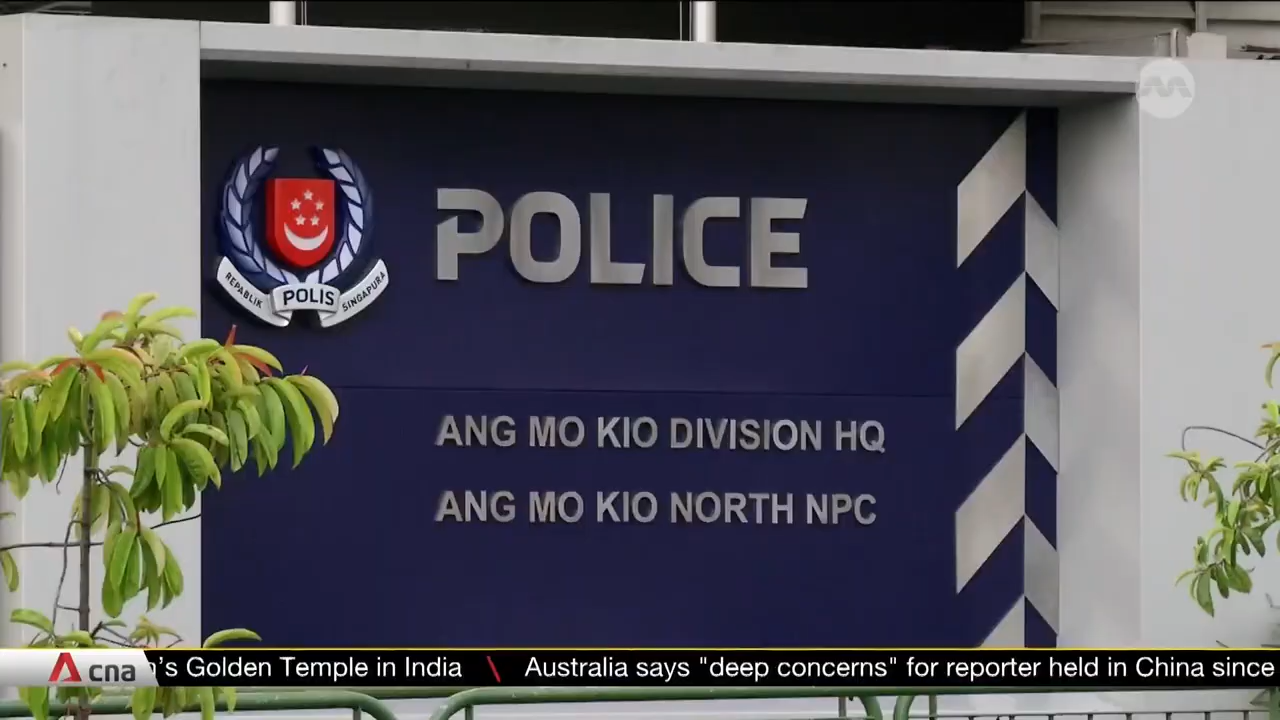 POLICE
REPABLIK POLIS SINGAPURA
ANG MO KIO DIVISION HQ
ANG MO KIO NORTH NPC
cna 's Golden Temple in India \ Australia says "deep concerns" for reporter held in China since